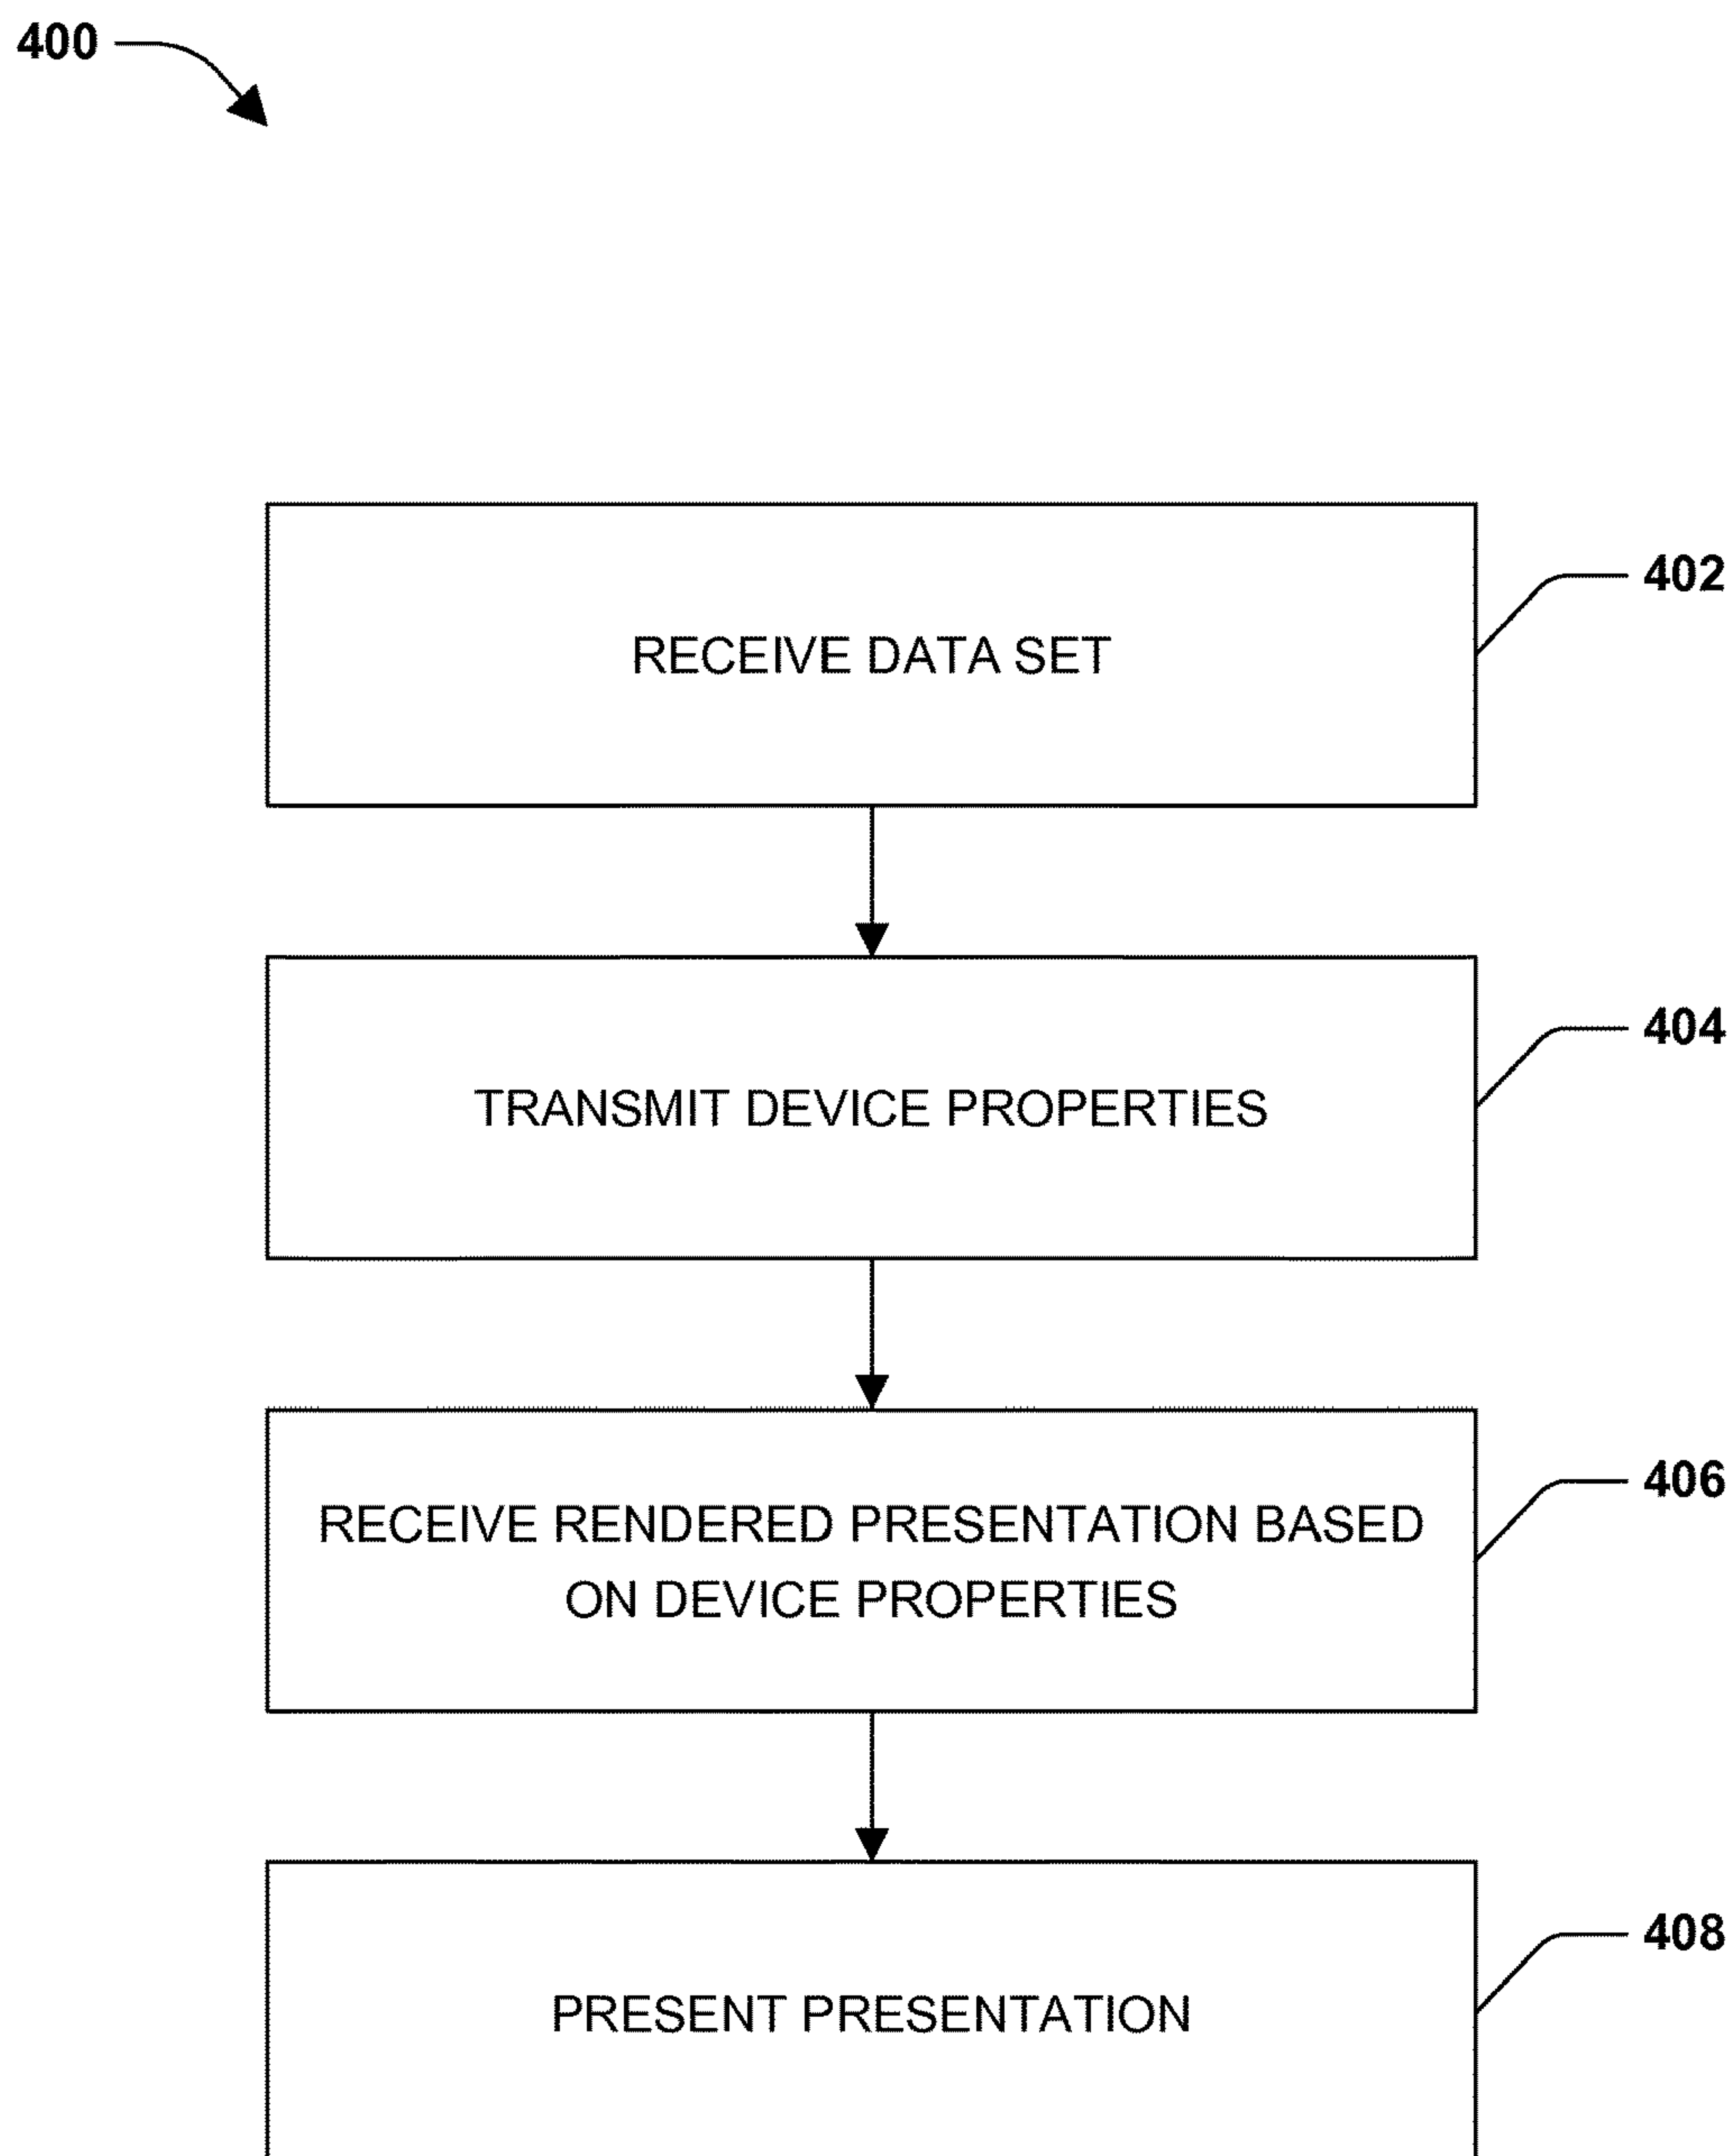 400
RECEIVE DATA SET
402
TRANSMIT DEVICE PROPERTIES
404
RECEIVE RENDERED PRESENTATION BASED
ON DEVICE PROPERTIES
406
PRESENT PRESENTATION
408